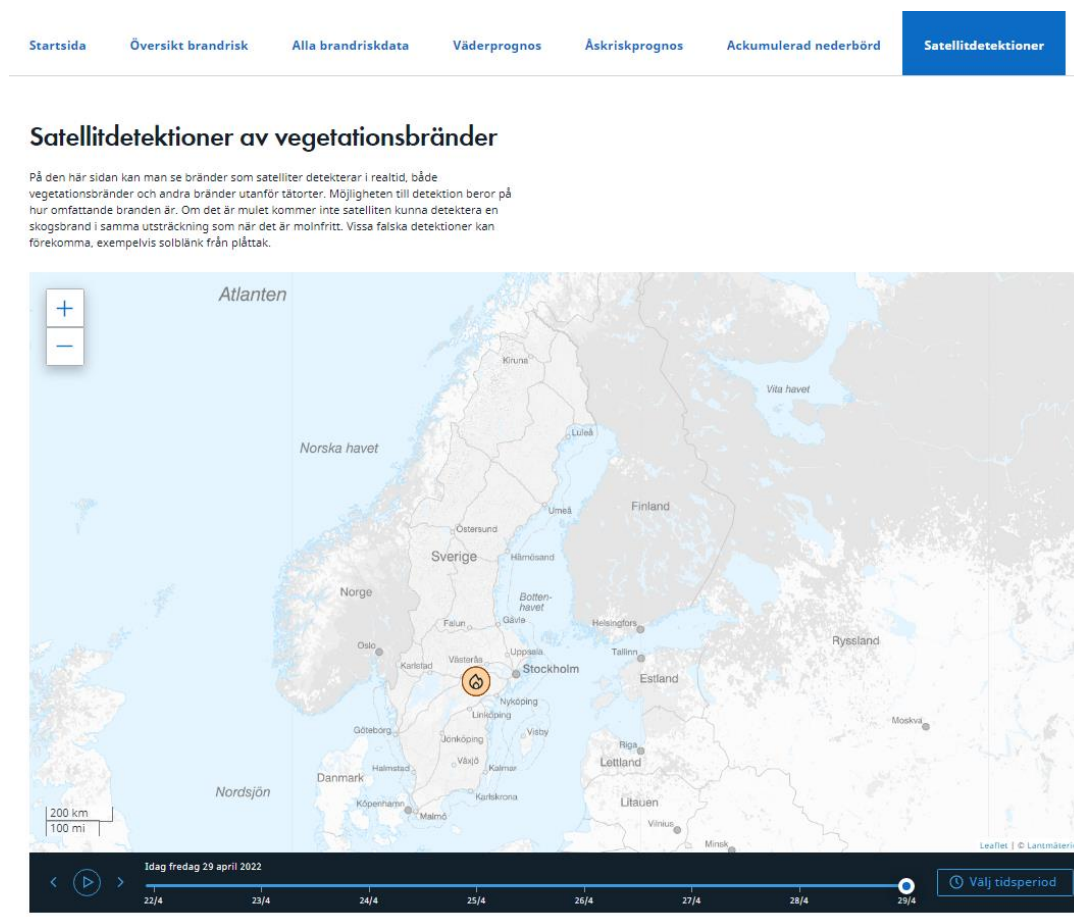 Startsida Översikt brandrisk Alla brandriskdata Väderprognos Åskriskprognos Ackumulerad nederbörd Satellitdetektioner
Satellitdetektioner av vegetationsbränder
På den här sidan kan man se bränder som satelliter detekterar i realtid, både
vegetationsbränder och andra bränder utanför tätorter. Möjligheten till detektion beror på
hur omfattande branden är. Om det är mulet kommer inte satelliten kunna detektera en
skogsbrand i samma utsträckning som när det är molnfritt. Vissa falska detektioner kan
förekomma, exempelvis solblänk från plåttak.
+
−
Atlanten
Kiruna
Vita havet
Luleå
Norska havet
Umeå
Finland
Östersund
Sverige
Härnösand
Norge
Botten-
havet
Falun
Gävle
Helsingfors
Ryssland
Oslo
Uppsala
Tallinn
Karlstad
Västerås
Stockholm
Estland
Nyköping
Linköping
Göteborg
Visby
Moskva
Jönköping
Riga
Växjö
Lettland
Halmstad
Kalmar
Danmark
Nordsjön
Karlskrona
Köpenhamn
Litauen
Malmö
Vilnius
Minsk
200 km
100 mi
Leaflet | © Lantmäteri
Idag fredag 29 april 2022
22/4 23/4 24/4 25/4 26/4 27/4 28/4 29/4
Välj tidsperiod